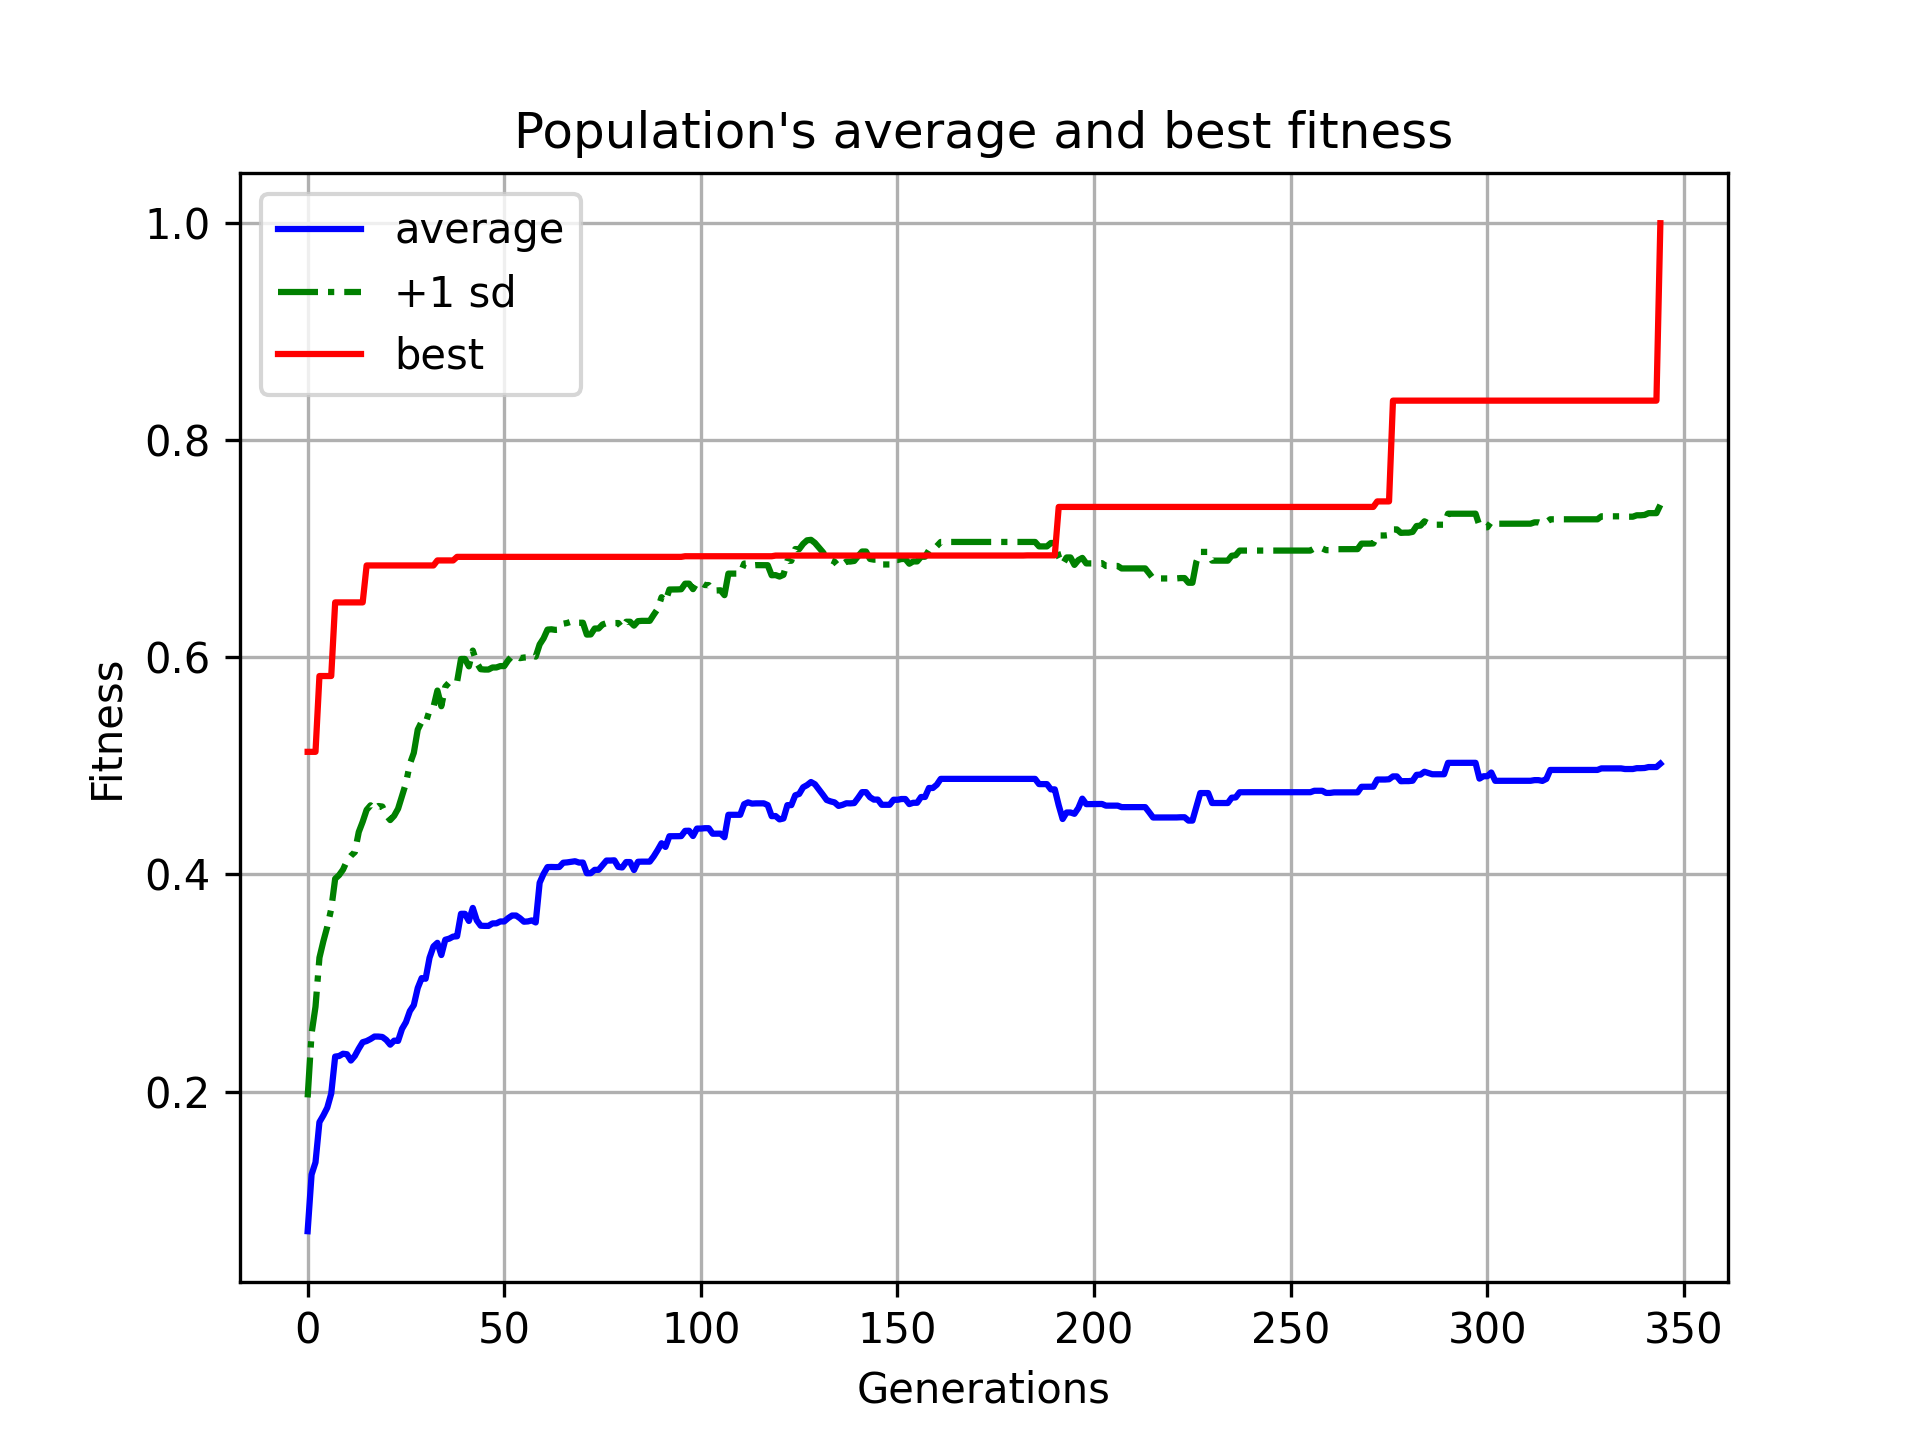 Population's average and best fitness
average
+1 sd
best
1.0
0.8
0.6
0.4
0.2
Fitness
0 50 100 150 200 250 300 350
Generations